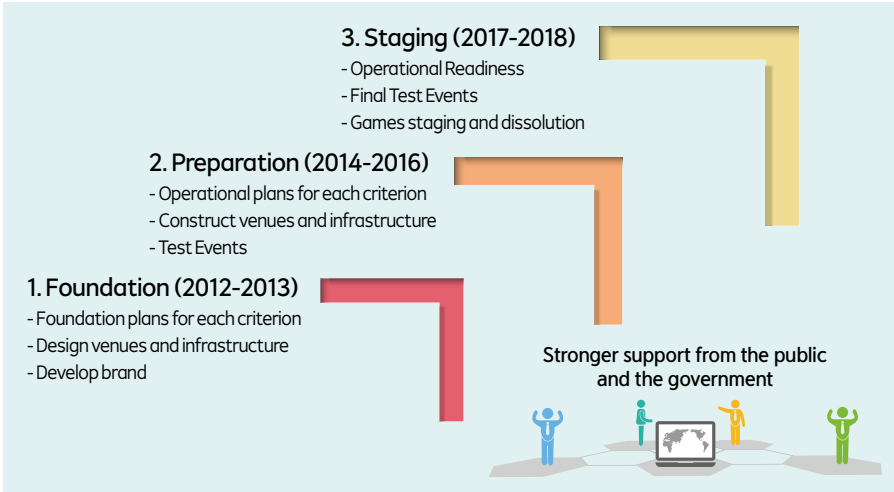 3. Staging (2017-2018)
- Operational Readiness
- Final Test Events
- Games staging and dissolution
2. Preparation (2014-2016)
- Operational plans for each criterion
- Construct venues and infrastructure
- Test Events
1. Foundation (2012-2013)
- Foundation plans for each criterion
- Design venues and infrastructure
- Develop brand
Stronger support from the public
and the government